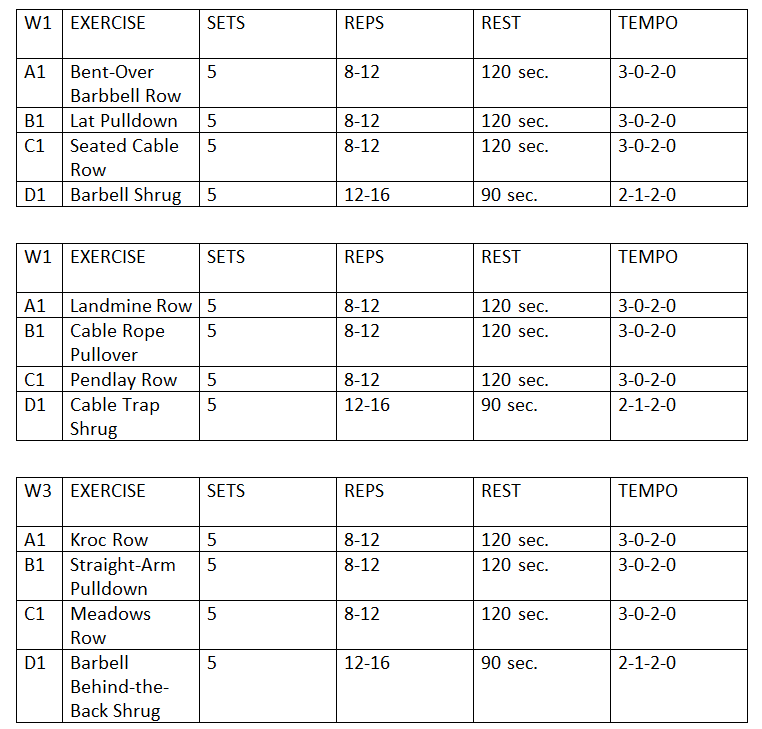 W1 EXERCISE SETS REPS REST TEMPO
A1 Bent-Over 5 8-12 120 sec. 3-0-2-0
Barbbell Row
B1 Lat Pulldown 5 8-12 120 sec. 3-0-2-0
C1 Seated Cable 5 8-12 120 sec. 3-0-2-0
Row
D1 Barbell Shrug 5 12-16 90 sec. 2-1-2-0
W1 EXERCISE SETS REPS REST TEMPO
A1 Landmine Row 5 8-12 120 sec. 3-0-2-0
B1 Cable Rope 5 8-12 120 sec. 3-0-2-0
Pullover
C1 Pendlay Row 5 8-12 120 sec. 3-0-2-0
D1 Cable Trap 5 12-16 90 sec. 2-1-2-0
Shrug
W3 EXERCISE SETS REPS REST TEMPO
A1 Kroc Row 5 8-12 120 sec. 3-0-2-0
B1 Straight-Arm 5 8-12 120 sec. 3-0-2-0
Pulldown
C1 Meadows 5 8-12 120 sec. 3-0-2-0
Row
D1 Barbell 5 12-16 90 sec. 2-1-2-0
Behind-the-
Back Shrug